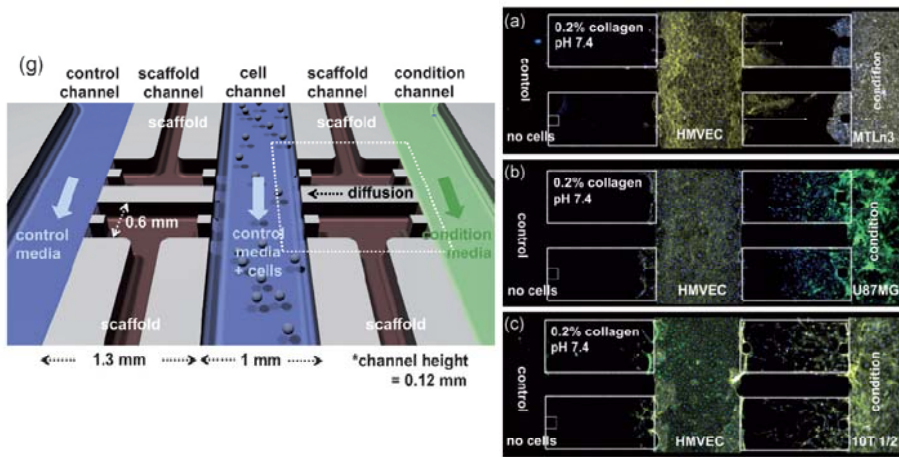 (g)
control channel
scaffold channel
cell channel
scaffold channel
condition channel
scaffold
scaffold
diffusion
0.6 mm
control media
control media + cells
condition media
scaffold
scaffold
1.3 mm
1 mm
*channel height = 0.12 mm
(a)
0.2% collagen
pH 7.4
control
condition
no cells
HMVEC
MTLn3
(b)
0.2% collagen
pH 7.4
control
condition
no cells
HMVEC
U87MG
(c)
0.2% collagen
pH 7.4
control
condition
no cells
HMVEC
10T 1/2